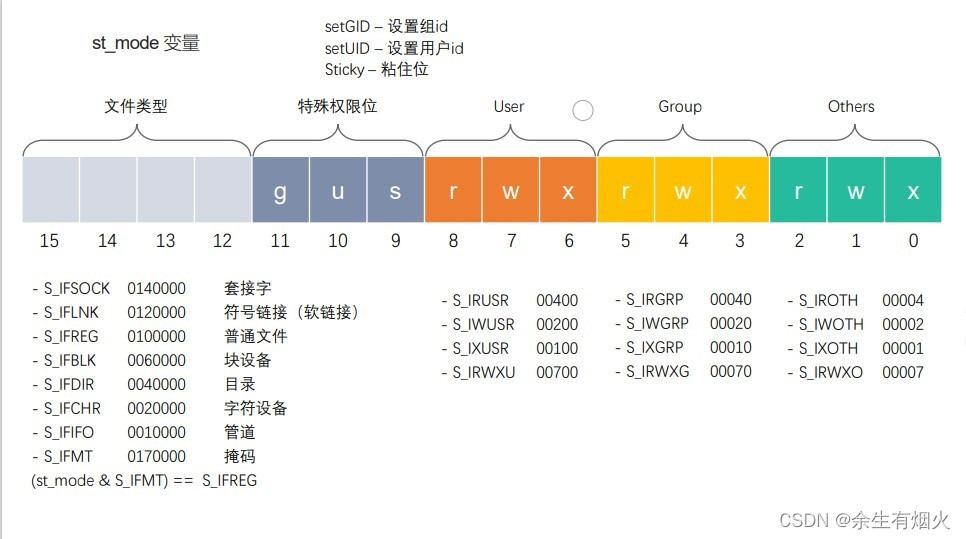 st_mode 变量
setGID – 设置组id
setUID – 设置用户id
Sticky – 粘住位
文件类型 特殊权限位 User Group Others
g u s r w x r w x r w x
15 14 13 12 11 10 9 8 7 6 5 4 3 2 1 0
- S_IFSOCK 0140000 套接字
- S_IFLNK 0120000 符号链接（软链接）
- S_IFREG 0100000 普通文件
- S_IFBLK 0060000 块设备
- S_IFDIR 0040000 目录
- S_IFCHR 0020000 字符设备
- S_IFIFO 0010000 管道
- S_IFMT 0170000 掩码
(st_mode & S_IFMT) == S_IFREG
- S_IRUSR 00400
- S_IWUSR 00200
- S_IXUSR 00100
- S_IRWXU 00700
- S_IRGRP 00040
- S_IWGRP 00020
- S_IXGRP 00010
- S_IRWXG 00070
- S_IROTH 00004
- S_IWOTH 00002
- S_IXOTH 00001
- S_IRWXO 00007
CSDN @余生有烟火